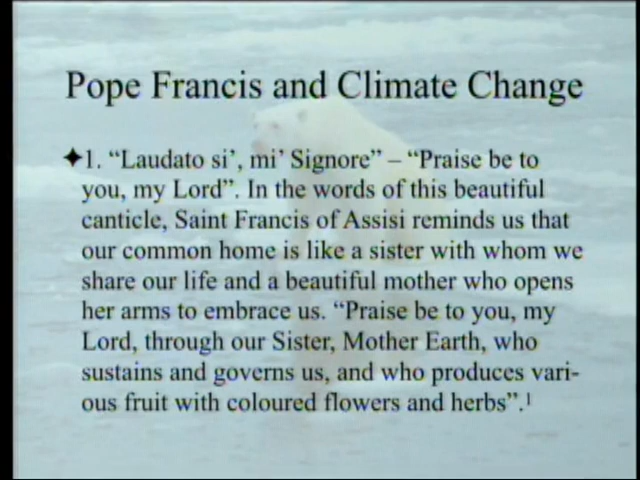 Pope Francis and Climate Change
✦1. “Laudato si’, mi’ Signore” – “Praise be to
you, my Lord”. In the words of this beautiful
canticle, Saint Francis of Assisi reminds us that
our common home is like a sister with whom we
share our life and a beautiful mother who opens
her arms to embrace us. “Praise be to you, my
Lord, through our Sister, Mother Earth, who
sustains and governs us, and who produces vari-
ous fruit with coloured flowers and herbs”.¹